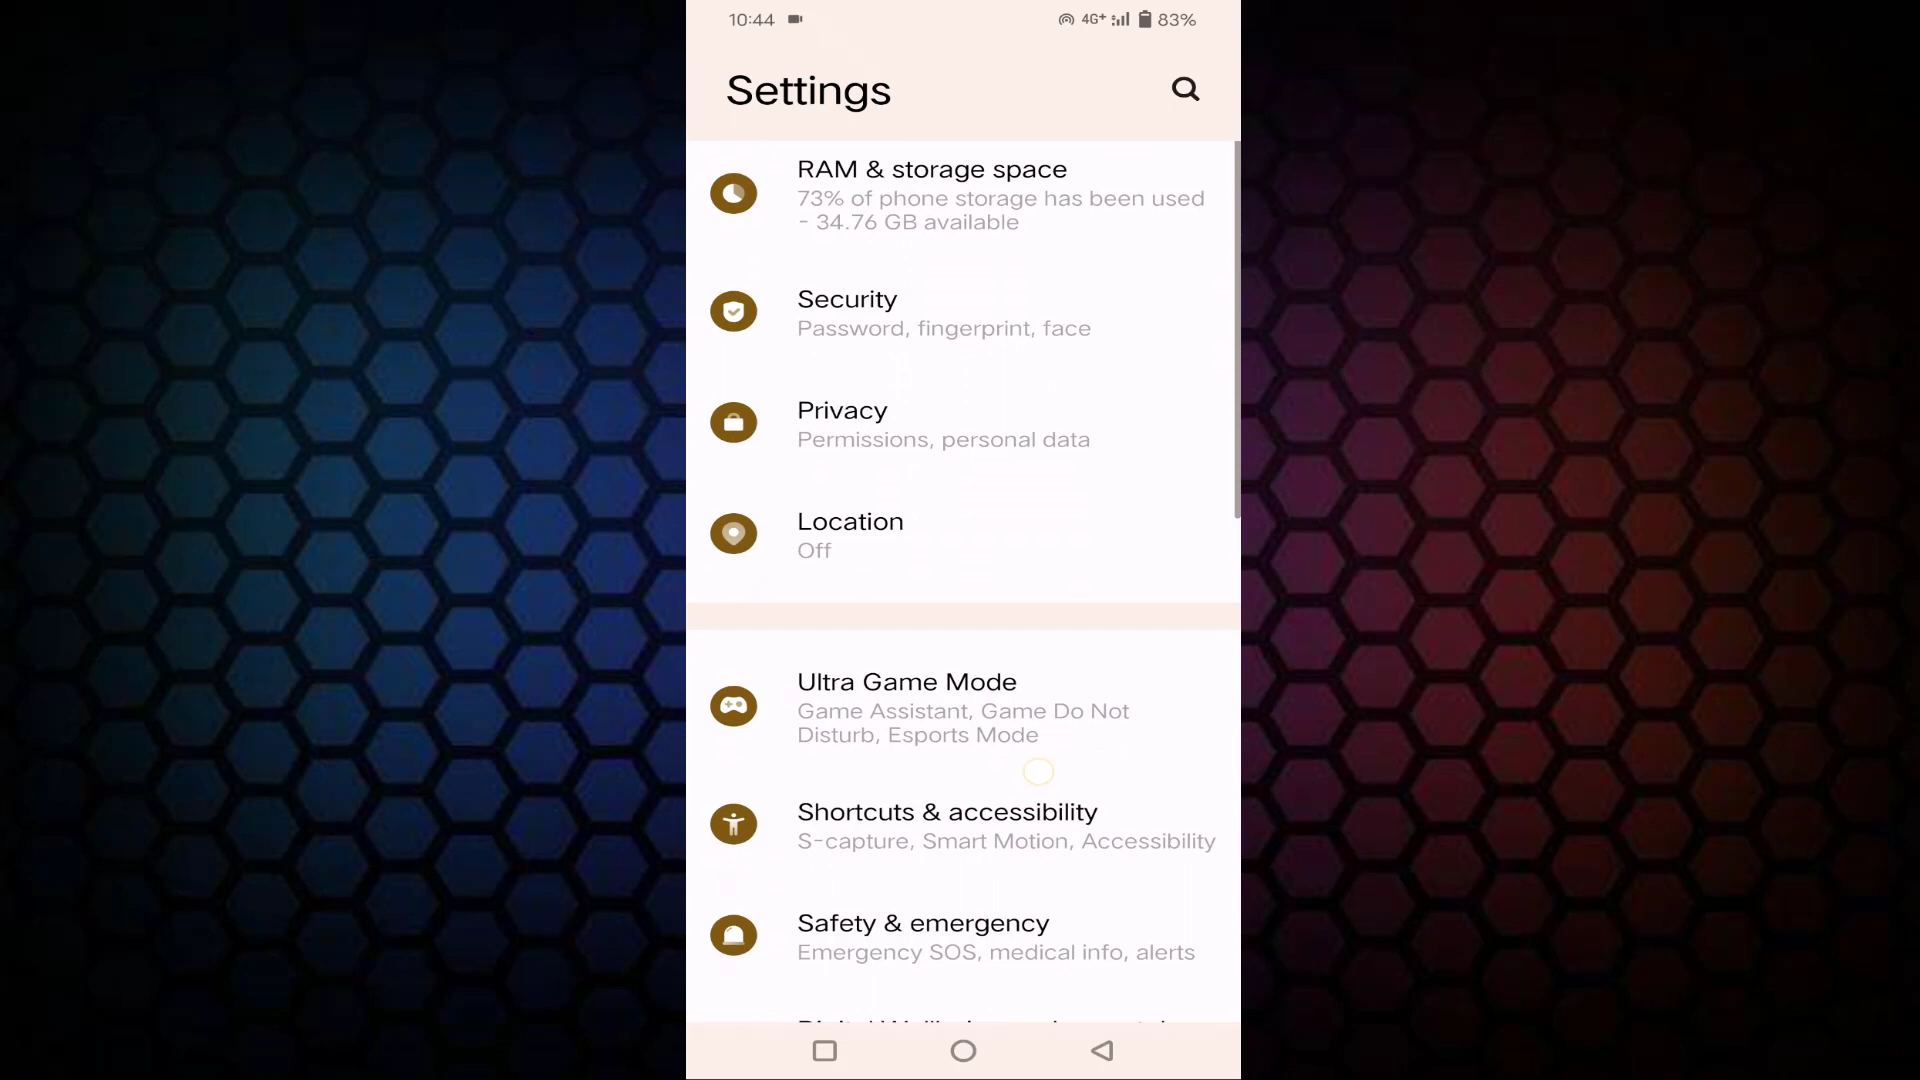 10:44 4G+ 83%
Settings
RAM & storage space
73% of phone storage has been used
- 34.76 GB available
Security
Password, fingerprint, face
Privacy
Permissions, personal data
Location
Off
Ultra Game Mode
Game Assistant, Game Do Not
Disturb, Esports Mode
Shortcuts & accessibility
S-capture, Smart Motion, Accessibility
Safety & emergency
Emergency SOS, medical info, alerts